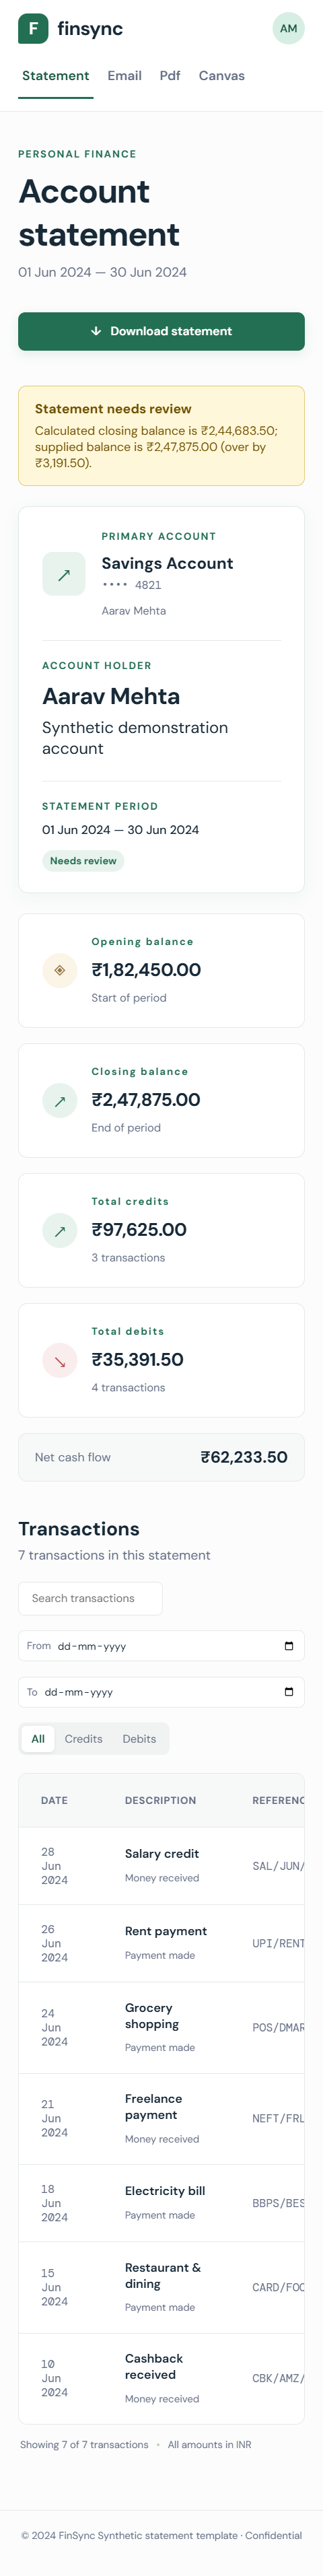 F finsync AM
Statement Email Pdf Canvas
PERSONAL FINANCE
Account
statement
01 Jun 2024 — 30 Jun 2024
↓ Download statement
Statement needs review
Calculated closing balance is ₹2,44,683.50;
supplied balance is ₹2,47,875.00 (over by
₹3,191.50).
PRIMARY ACCOUNT
Savings Account
•••• 4821
Aarav Mehta
ACCOUNT HOLDER
Aarav Mehta
Synthetic demonstration
account
STATEMENT PERIOD
01 Jun 2024 — 30 Jun 2024
Needs review
Opening balance
₹1,82,450.00
Start of period
Closing balance
₹2,47,875.00
End of period
Total credits
₹97,625.00
3 transactions
Total debits
₹35,391.50
4 transactions
Net cash flow ₹62,233.50
Transactions
7 transactions in this statement
Search transactions
From dd-mm-yyyy
To dd-mm-yyyy
All Credits Debits
DATE DESCRIPTION REFERENC
28
Jun
2024
Salary credit
Money received
SAL/JUN/
26
Jun
2024
Rent payment
Payment made
UPI/RENT
24
Jun
2024
Grocery
shopping
Payment made
POS/DMAR
21
Jun
2024
Freelance
payment
Money received
NEFT/FRL
18
Jun
2024
Electricity bill
Payment made
BBPS/BES
15
Jun
2024
Restaurant &
dining
Payment made
CARD/FOO
10
Jun
2024
Cashback
received
Money received
CBK/AMZ/
Showing 7 of 7 transactions • All amounts in INR
© 2024 FinSync Synthetic statement template · Confidential